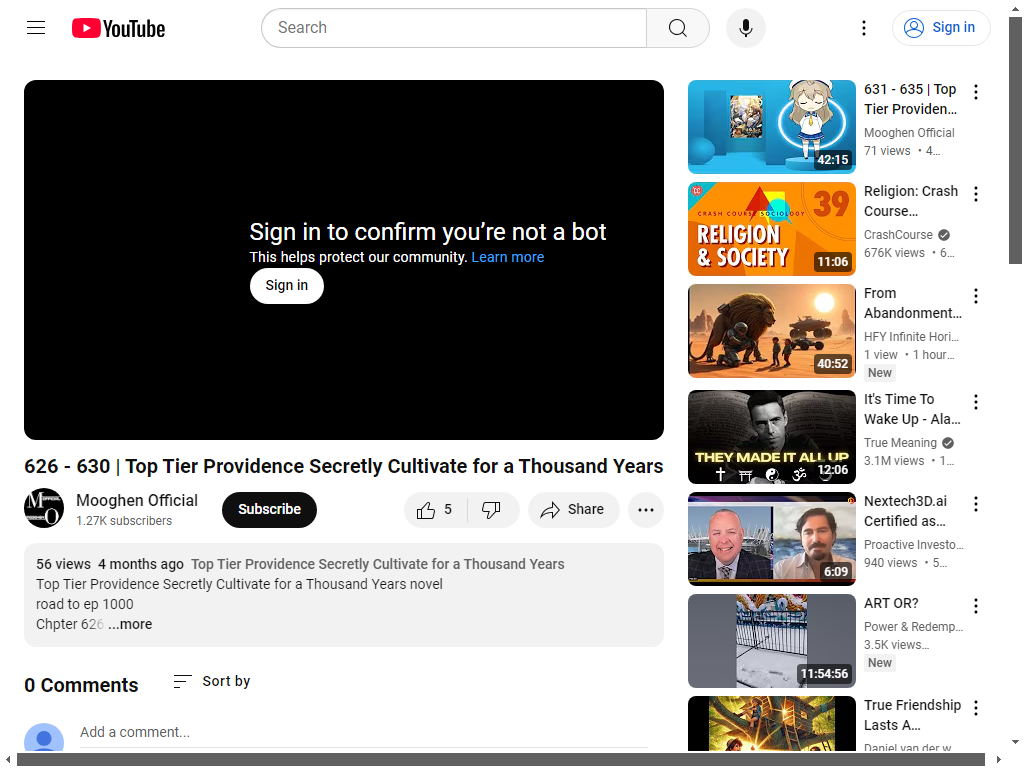 YouTube
Search
Sign in
Sign in to confirm you're not a bot
This helps protect our community. Learn more
Sign in
626 - 630 | Top Tier Providence Secretly Cultivate for a Thousand Years
Mooghen Official
1.27K subscribers
Subscribe
5
Share
56 views 4 months ago Top Tier Providence Secretly Cultivate for a Thousand Years
Top Tier Providence Secretly Cultivate for a Thousand Years novel
road to ep 1000
Chpter 626 ...more
0 Comments
Sort by
Add a comment...
42:15
631 - 635 | Top
Tier Providen...
Mooghen Official
71 views • 4...
CRASH COURSE SOCIOLOGY
39
RELIGION
& SOCIETY
11:06
Religion: Crash
Course...
CrashCourse
676K views • 6...
40:52
From
Abandonment...
HFY Infinite Hori...
1 view • 1 hour...
New
THEY MADE IT ALL UP
12:06
It's Time To
Wake Up - Ala...
True Meaning
3.1M views • 1...
6:09
Nextech3D.ai
Certified as...
Proactive Investo...
940 views • 5...
11:54:56
ART OR?
Power & Redemp...
3.5K views...
New
True Friendship
Lasts A...
Daniel van der w